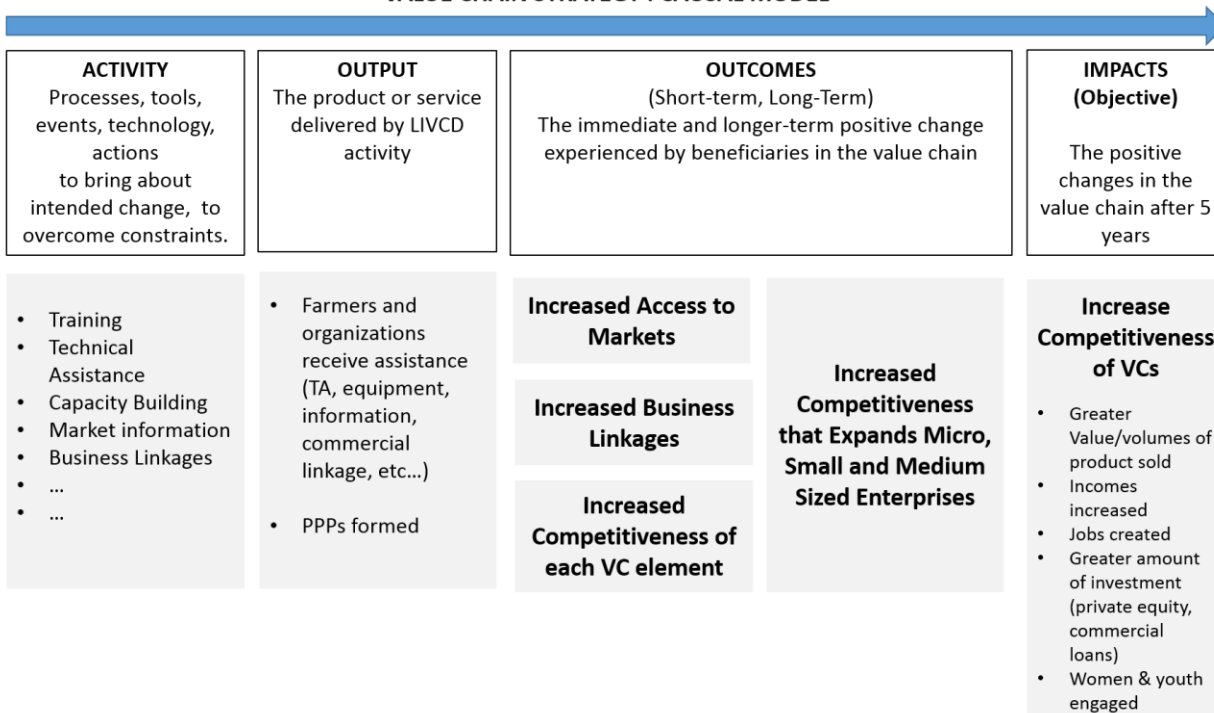 VALUE CHAIN STRATEGY / CAUSAL MODEL
ACTIVITY
Processes, tools,
events, technology,
actions
to bring about
intended change, to
overcome constraints.
OUTPUT
The product or service
delivered by LIVCD
activity
OUTCOMES
(Short-term, Long-Term)
The immediate and longer-term positive change
experienced by beneficiaries in the value chain
IMPACTS
(Objective)
The positive
changes in the
value chain after 5
years
• Training
• Technical
Assistance
• Capacity Building
• Market information
• Business Linkages
• ...
• ...
• Farmers and
organizations
receive assistance
(TA, equipment,
information,
commercial
linkage, etc...)
• PPPs formed
Increased Access to
Markets
Increased Business
Linkages
Increased
Competitiveness of
each VC element
Increased
Competitiveness
that Expands Micro,
Small and Medium
Sized Enterprises
Increase
Competitiveness
of VCs
• Greater
Value/volumes of
product sold
• Incomes
increased
• Jobs created
• Greater amount
of investment
(private equity,
commercial
loans)
• Women & youth
engaged